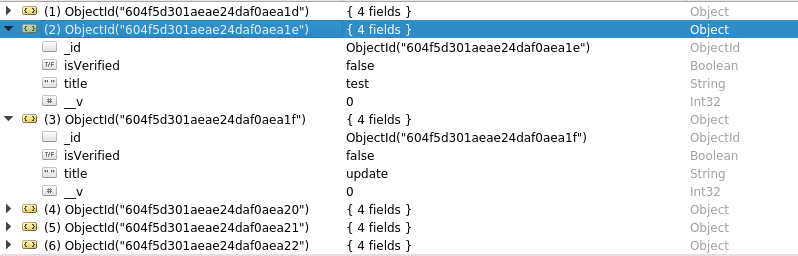 (1) ObjectId("604f5d301aeae24daf0aea1d") { 4 fields } Object
(2) ObjectId("604f5d301aeae24daf0aea1e") { 4 fields } Object
_id ObjectId("604f5d301aeae24daf0aea1e") ObjectId
T/F isVerified false Boolean
" " title test String
# __v 0 Int32
(3) ObjectId("604f5d301aeae24daf0aea1f") { 4 fields } Object
_id ObjectId("604f5d301aeae24daf0aea1f") ObjectId
T/F isVerified false Boolean
" " title update String
# __v 0 Int32
(4) ObjectId("604f5d301aeae24daf0aea20") { 4 fields } Object
(5) ObjectId("604f5d301aeae24daf0aea21") { 4 fields } Object
(6) ObjectId("604f5d301aeae24daf0aea22") { 4 fields } Object